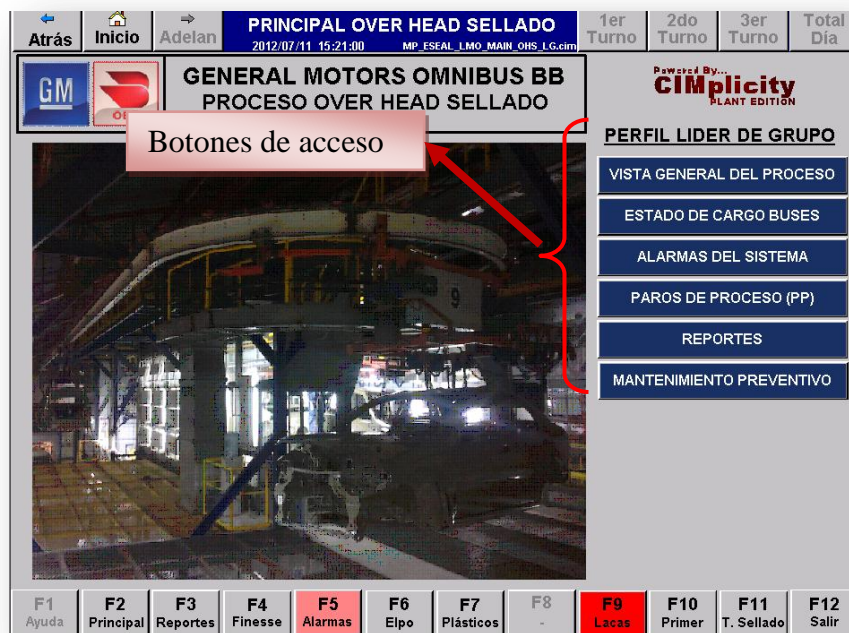 Atrás
Inicio
Adelan
PRINCIPAL OVER HEAD SELLADO
2012/07/11 15:21:00 MP_ESEAL_LMO_MAIN_OHS_LG.cim
1er
Turno
2do
Turno
3er
Turno
Total
Día
GM
GENERAL MOTORS OMNIBUS BB
PROCESO OVER HEAD SELLADO
Powered By...
CIMplicity
PLANT EDITION
Botones de acceso
PERFIL LIDER DE GRUPO
VISTA GENERAL DEL PROCESO
ESTADO DE CARGO BUSES
ALARMAS DEL SISTEMA
PAROS DE PROCESO (PP)
REPORTES
MANTENIMIENTO PREVENTIVO
9
F1
Ayuda
F2
Principal
F3
Reportes
F4
Finesse
F5
Alarmas
F6
Elpo
F7
Plásticos
F8
-
F9
Lacas
F10
Primer
F11
T. Sellado
F12
Salir